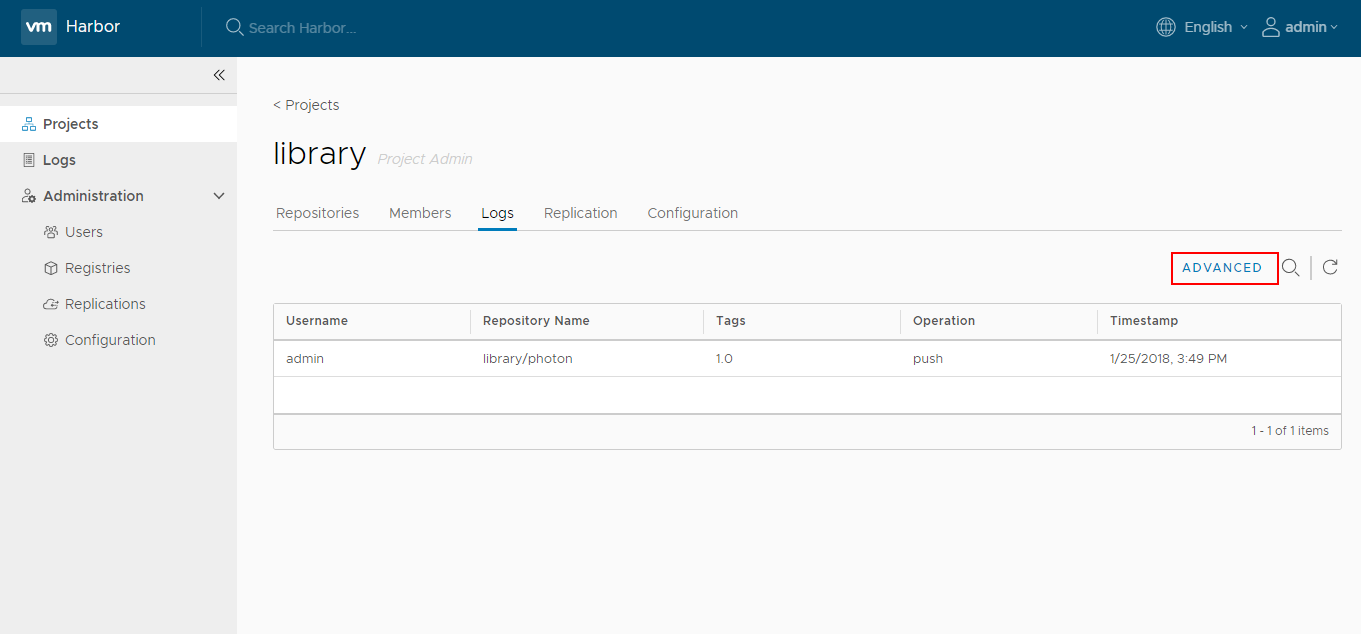 vm Harbor Search Harbor... English admin
< Projects
Projects
library Project Admin
Logs
Administration
Repositories Members Logs Replication Configuration
Users
Registries
ADVANCED
Replications
Configuration
Username Repository Name Tags Operation Timestamp
admin library/photon 1.0 push 1/25/2018, 3:49 PM
1 - 1 of 1 items